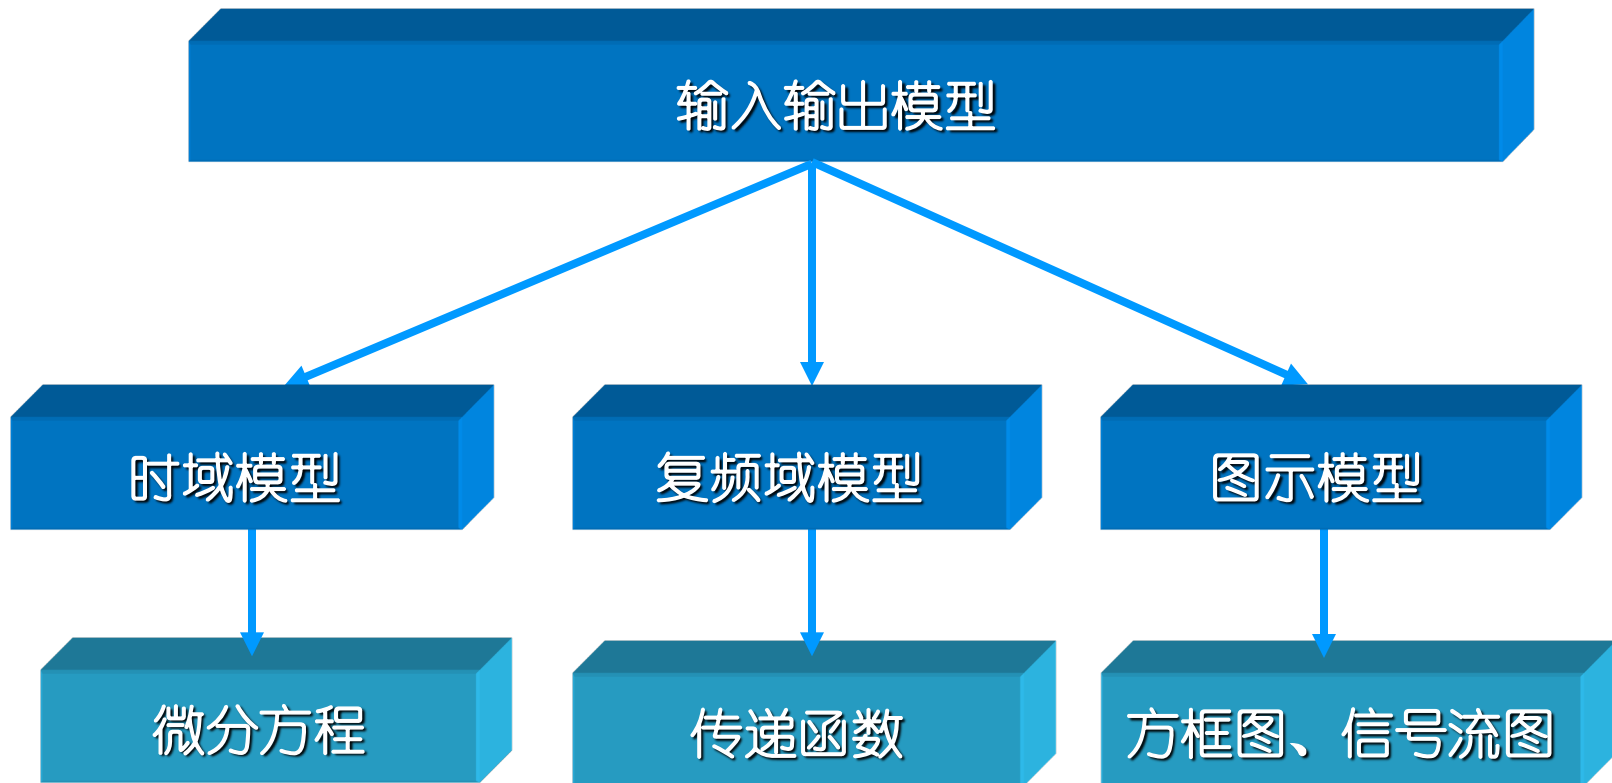 输入输出模型
时域模型
复频域模型
图示模型
微分方程
传递函数
方框图、信号流图